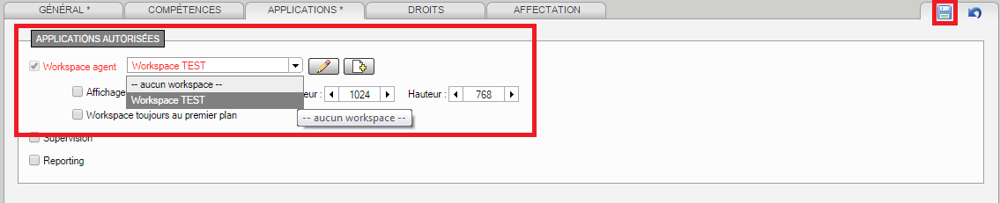 GÉNÉRAL * COMPÉTENCES APPLICATIONS * DROITS AFFECTATION
APPLICATIONS AUTORISÉES
Workspace agent Workspace TEST
-- aucun workspace --
Affichage eur : 1024 Hauteur : 768
Workspace TEST
Workspace toujours au premier plan
-- aucun workspace --
Supervision
Reporting